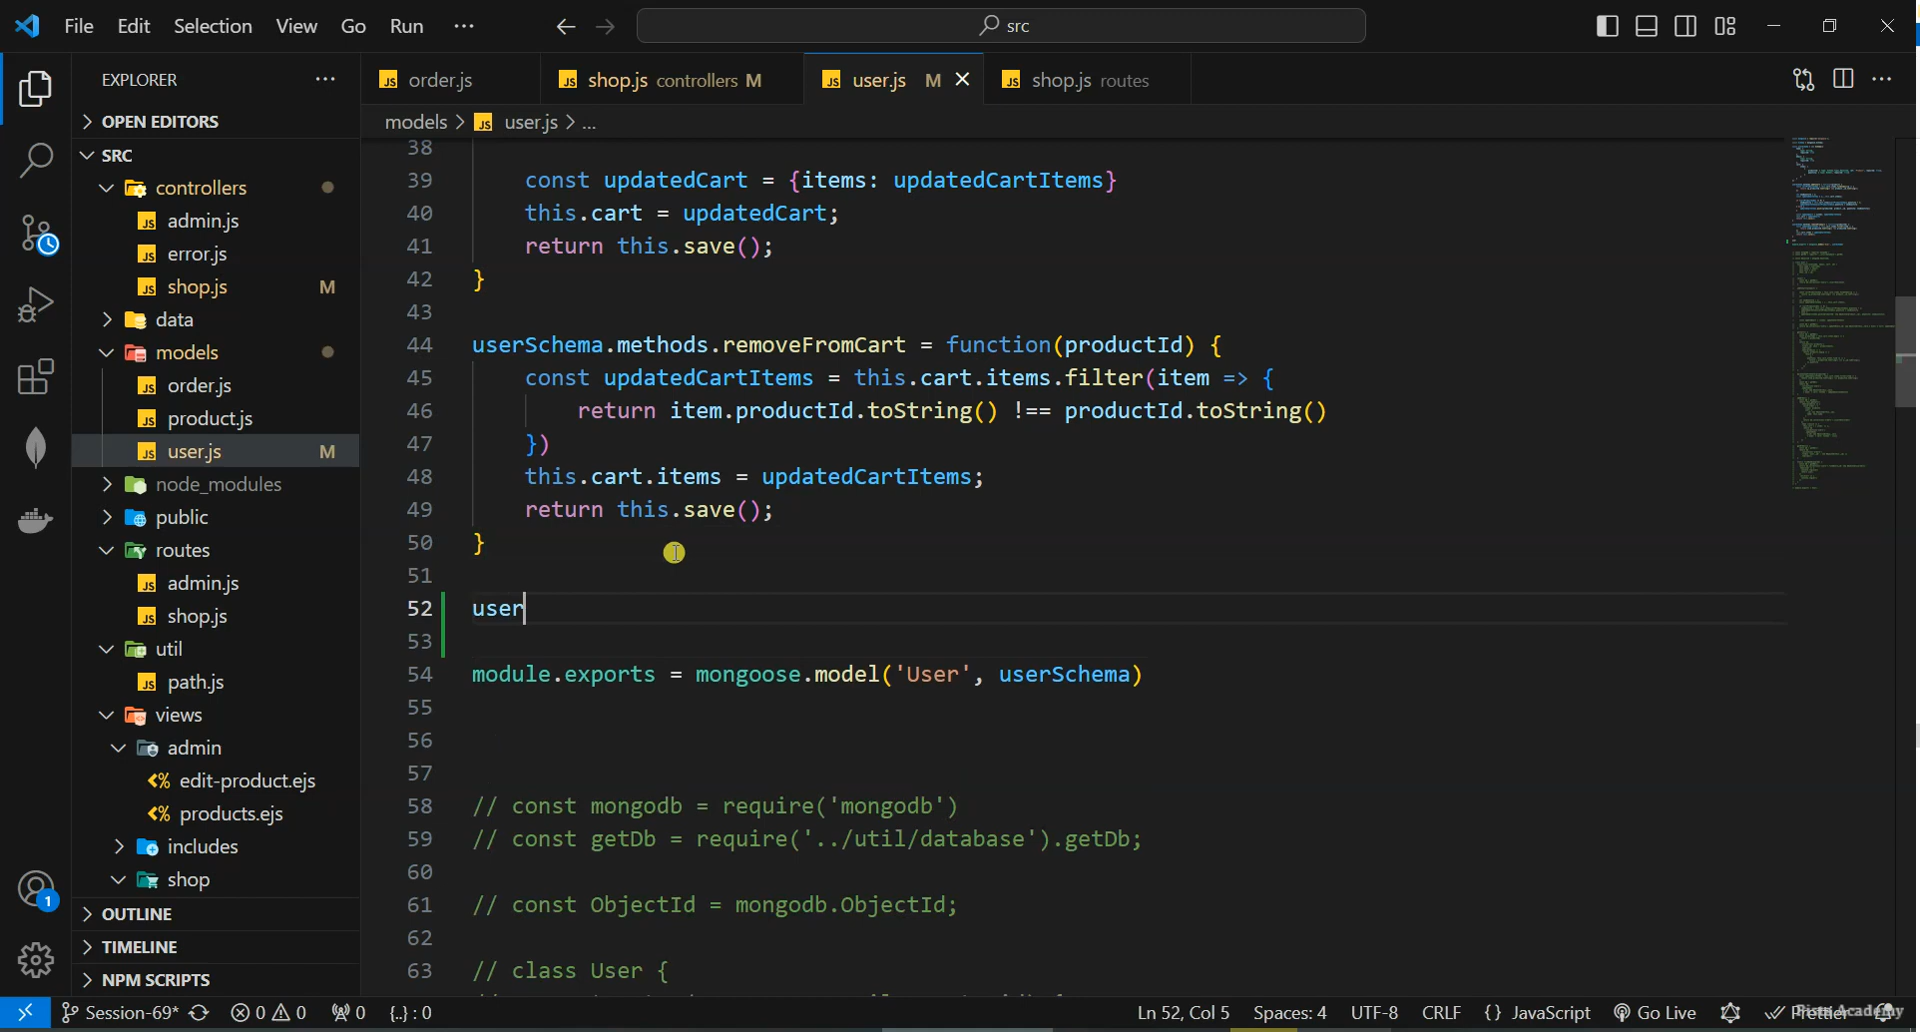 File Edit Selection View Go Run ··· src
EXPLORER ···
order.js
shop.js controllers M
user.js M
shop.js routes
models > user.js > ...
OPEN EDITORS
SRC
controllers
admin.js
error.js
shop.js M
data
models
order.js
product.js
user.js M
node_modules
public
routes
admin.js
shop.js
util
path.js
views
admin
edit-product.ejs
products.ejs
includes
shop
OUTLINE
TIMELINE
NPM SCRIPTS
38
39 const updatedCart = {items: updatedCartItems}
40 this.cart = updatedCart;
41 return this.save();
42 }
43
44 userSchema.methods.removeFromCart = function(productId) {
45 const updatedCartItems = this.cart.items.filter(item => {
46 return item.productId.toString() !== productId.toString()
47 })
48 this.cart.items = updatedCartItems;
49 return this.save();
50 }
51
52 user
53
54 module.exports = mongoose.model('User', userSchema)
55
56
57
58 // const mongodb = require('mongodb')
59 // const getDb = require('../util/database').getDb;
60
61 // const ObjectId = mongodb.ObjectId;
62
63 // class User {
1
Session-69* 0 0 0 {..} : 0 Ln 52, Col 5 Spaces: 4 UTF-8 CRLF {} JavaScript Go Live Prettier